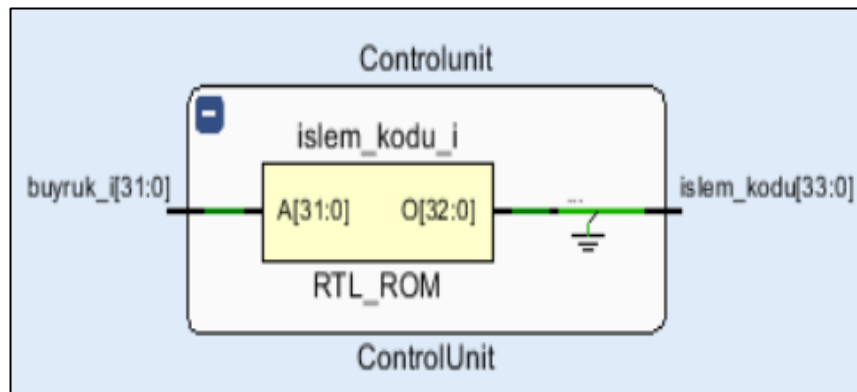 Controlunit
islem_kodu_i
buyruk_i[31:0]
A[31:0] O[32:0]
...
islem_kodu[33:0]
RTL_ROM
ControlUnit